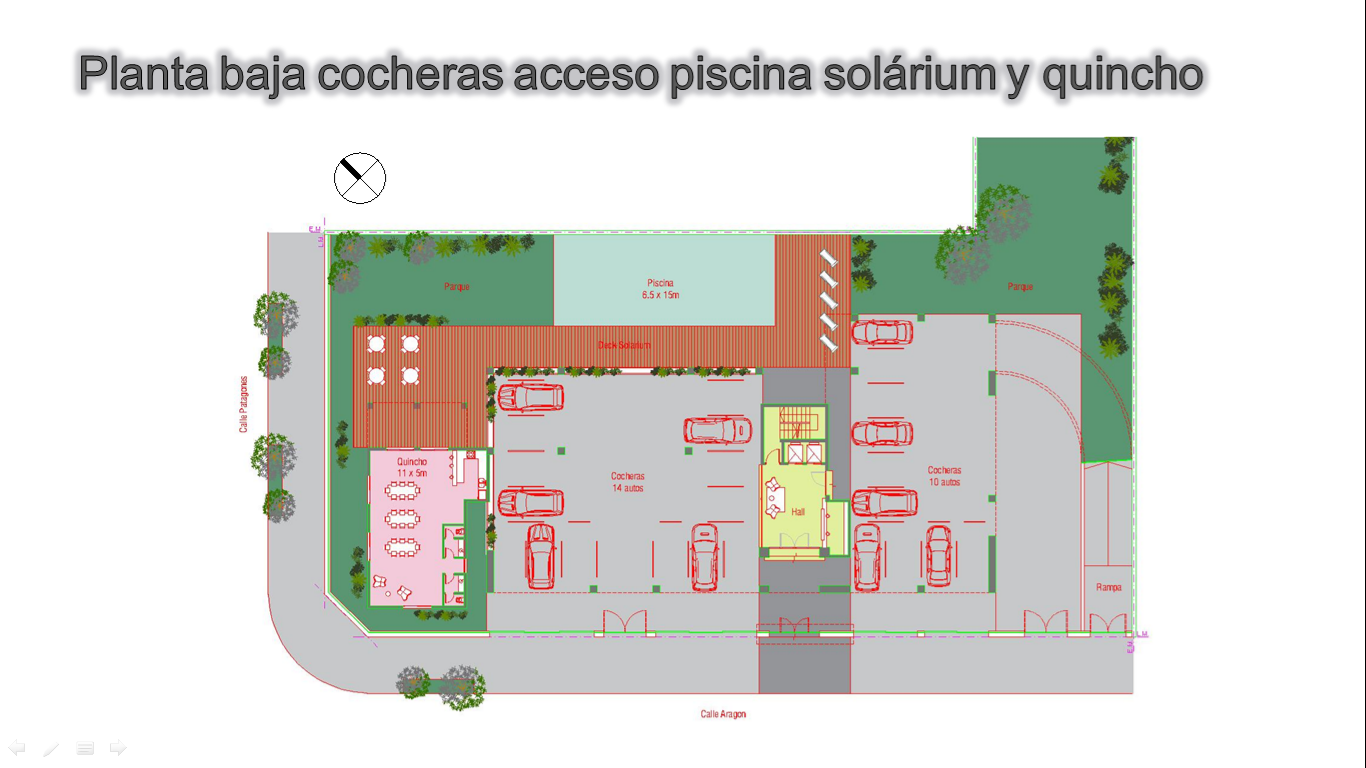 Planta baja cocheras acceso piscina solárium y quincho
Parque
Piscina
6.5 x 15m
Parque
Deck Solarium
Calle Patagones
Quincho
11 x 5m
Cocheras
14 autos
Cocheras
10 autos
Hall
Rampa
Calle Aragon